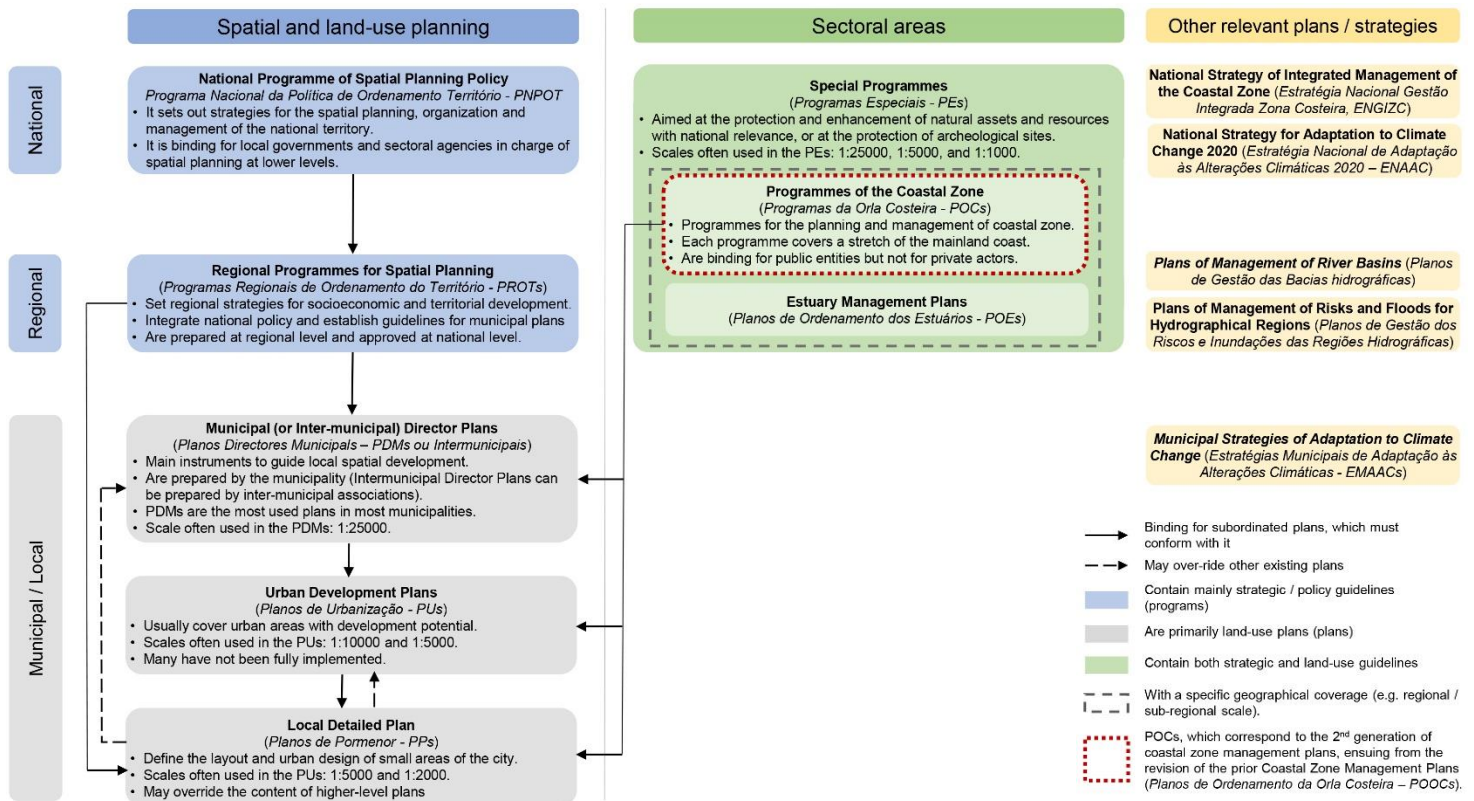 Spatial and land-use planning
Sectoral areas
Other relevant plans / strategies
National
National Programme of Spatial Planning Policy
Programa Nacional da Política de Ordenamento Território - PNPOT
• It sets out strategies for the spatial planning, organization and
management of the national territory.
• It is binding for local governments and sectoral agencies in charge of
spatial planning at lower levels.
Special Programmes
(Programas Especiais - PEs)
• Aimed at the protection and enhancement of natural assets and resources
with national relevance, or at the protection of archeological sites.
• Scales often used in the PEs: 1:25000, 1:5000, and 1:1000.
Programmes of the Coastal Zone
(Programas da Orla Costeira - POCs)
• Programmes for the planning and management of coastal zone.
• Each programme covers a stretch of the mainland coast.
• Are binding for public entities but not for private actors.
Estuary Management Plans
(Planos de Ordenamento dos Estuários - POEs)
National Strategy of Integrated Management of
the Coastal Zone (Estratégia Nacional Gestão
Integrada Zona Costeira, ENGIZC)
National Strategy for Adaptation to Climate
Change 2020 (Estratégia Nacional de Adaptação
às Alterações Climáticas 2020 – ENAAC)
Regional
Regional Programmes for Spatial Planning
(Programas Regionais de Ordenamento do Território - PROTs)
• Set regional strategies for socioeconomic and territorial development.
• Integrate national policy and establish guidelines for municipal plans
• Are prepared at regional level and approved at national level.
Plans of Management of River Basins (Planos
de Gestão das Bacias hidrográficas)
Plans of Management of Risks and Floods for
Hydrographical Regions (Planos de Gestão dos
Riscos e Inundações das Regiões Hidrográficas)
Municipal / Local
Municipal (or Inter-municipal) Director Plans
(Planos Directores Municipals – PDMs ou Intermunicipais)
• Main instruments to guide local spatial development.
• Are prepared by the municipality (Intermunicipal Director Plans can
be prepared by inter-municipal associations).
• PDMs are the most used plans in most municipalities.
• Scale often used in the PDMs: 1:25000.
Urban Development Plans
(Planos de Urbanização - PUs)
• Usually cover urban areas with development potential.
• Scales often used in the PUs: 1:10000 and 1:5000.
• Many have not been fully implemented.
Local Detailed Plan
(Planos de Pormenor - PPs)
• Define the layout and urban design of small areas of the city.
• Scales often used in the PUs: 1:5000 and 1:2000.
• May override the content of higher-level plans
Municipal Strategies of Adaptation to Climate
Change (Estratégias Municipais de Adaptação às
Alterações Climáticas - EMAACs)
Binding for subordinated plans, which must
conform with it
May over-ride other existing plans
Contain mainly strategic / policy guidelines
(programs)
Are primarily land-use plans (plans)
Contain both strategic and land-use guidelines
With a specific geographical coverage (e.g. regional /
sub-regional scale).
POCs, which correspond to the 2nd generation of
coastal zone management plans, ensuing from the
revision of the prior Coastal Zone Management Plans
(Planos de Ordenamento da Orla Costeira – POOCs).